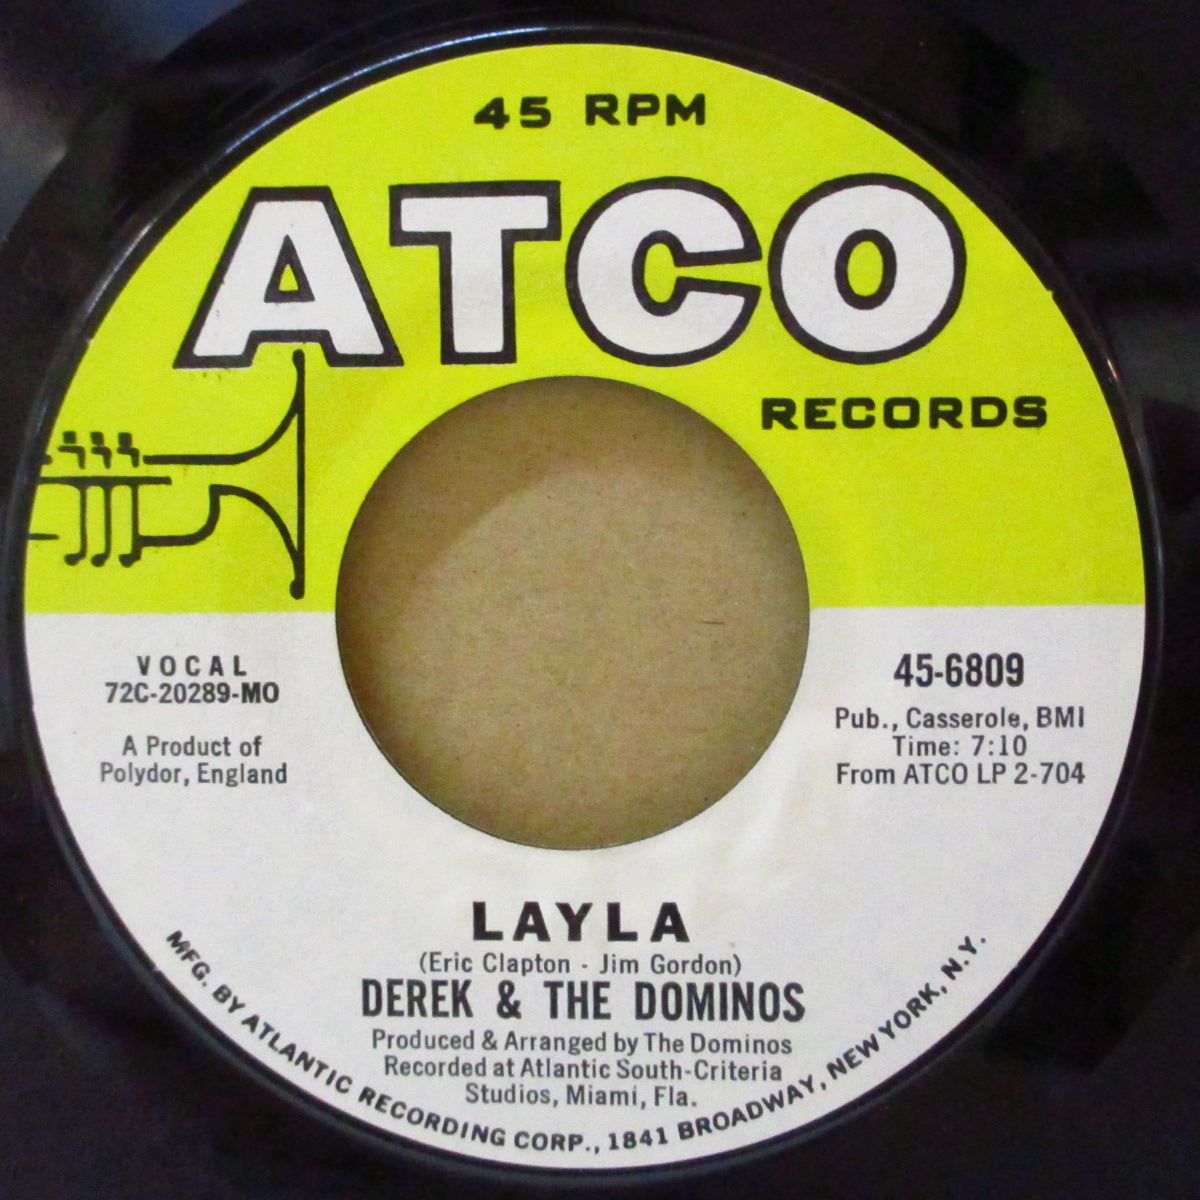 45 RPM
ATCO
RECORDS
VOCAL
72C-20289-MO
A Product of
Polydor, England
45-6809
Pub., Casserole, BMI
Time: 7:10
From ATCO LP 2-704
LAYLA
(Eric Clapton - Jim Gordon)
DEREK & THE DOMINOS
Produced & Arranged by The Dominos
Recorded at Atlantic South-Criteria
Studios, Miami, Fla.
MFG. BY ATLANTIC RECORDING CORP., 1841 BROADWAY, NEW YORK, N.Y.